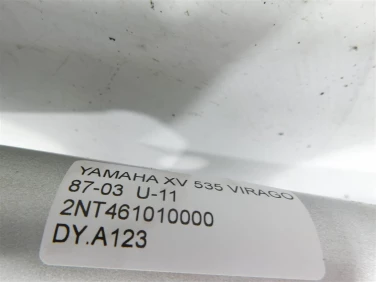 YAMAHA XV 535 VIRAGO
87-03 U-11
2NT461010000
DY.A123